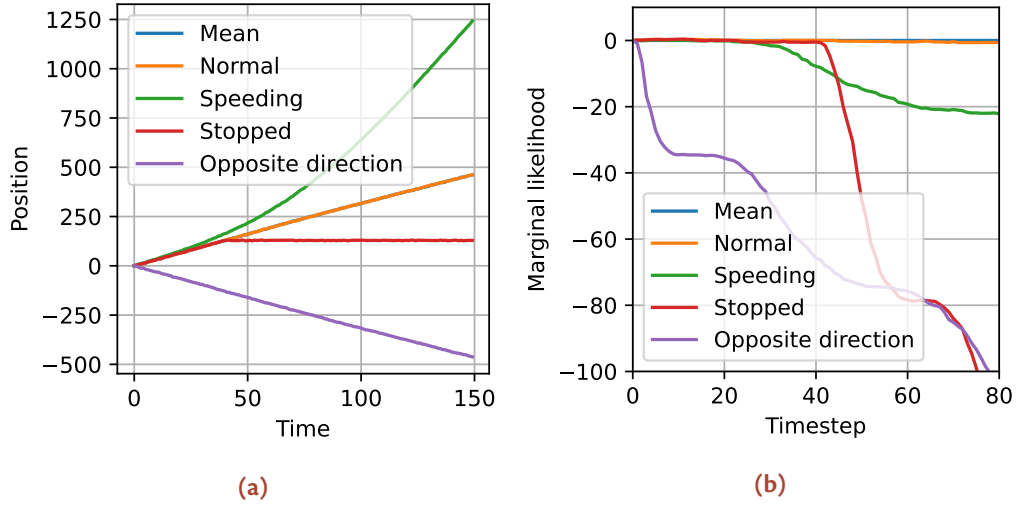 1250
1000
750
500
250
0
−250
−500
Position
Mean
Normal
Speeding
Stopped
Opposite direction
0 50 100 150
Time
(a)
0
−20
−40
−60
−80
−100
Marginal likelihood
Mean
Normal
Speeding
Stopped
Opposite direction
0 20 40 60 80
Timestep
(b)